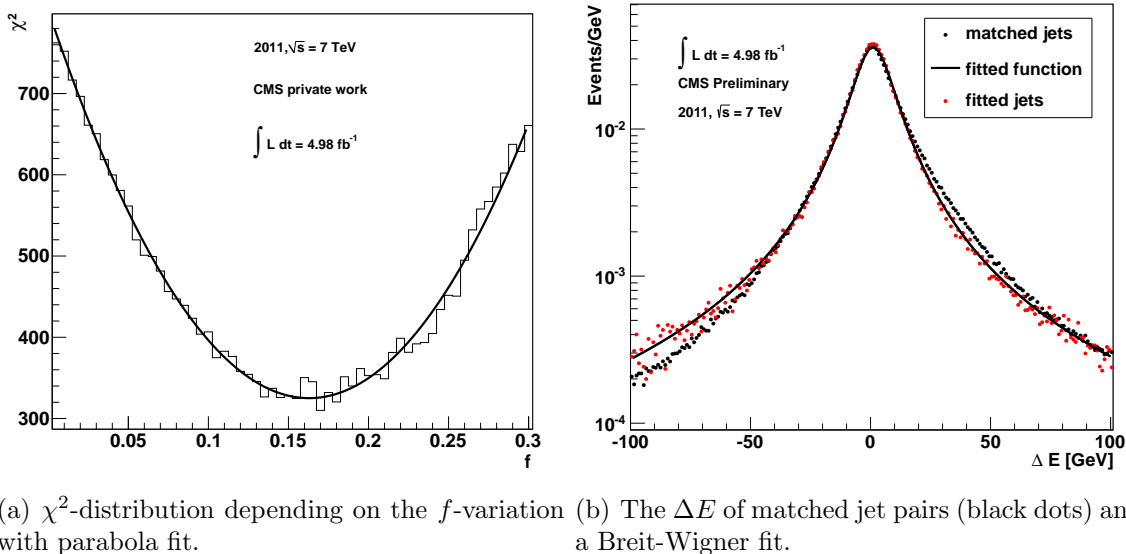 χ²
700
600
500
400
300
0.05 0.1 0.15 0.2 0.25 0.3
f
2011,√s = 7 TeV
CMS private work
∫ L dt = 4.98 fb⁻¹
Events/GeV
10⁻²
10⁻³
10⁻⁴
-100 -50 0 50 100
Δ E [GeV]
∫ L dt = 4.98 fb⁻¹
CMS Preliminary
2011, √s = 7 TeV
matched jets
fitted function
fitted jets
(a) χ²-distribution depending on the f-variation
with parabola fit.
(b) The ΔE of matched jet pairs (black dots) an
a Breit-Wigner fit.